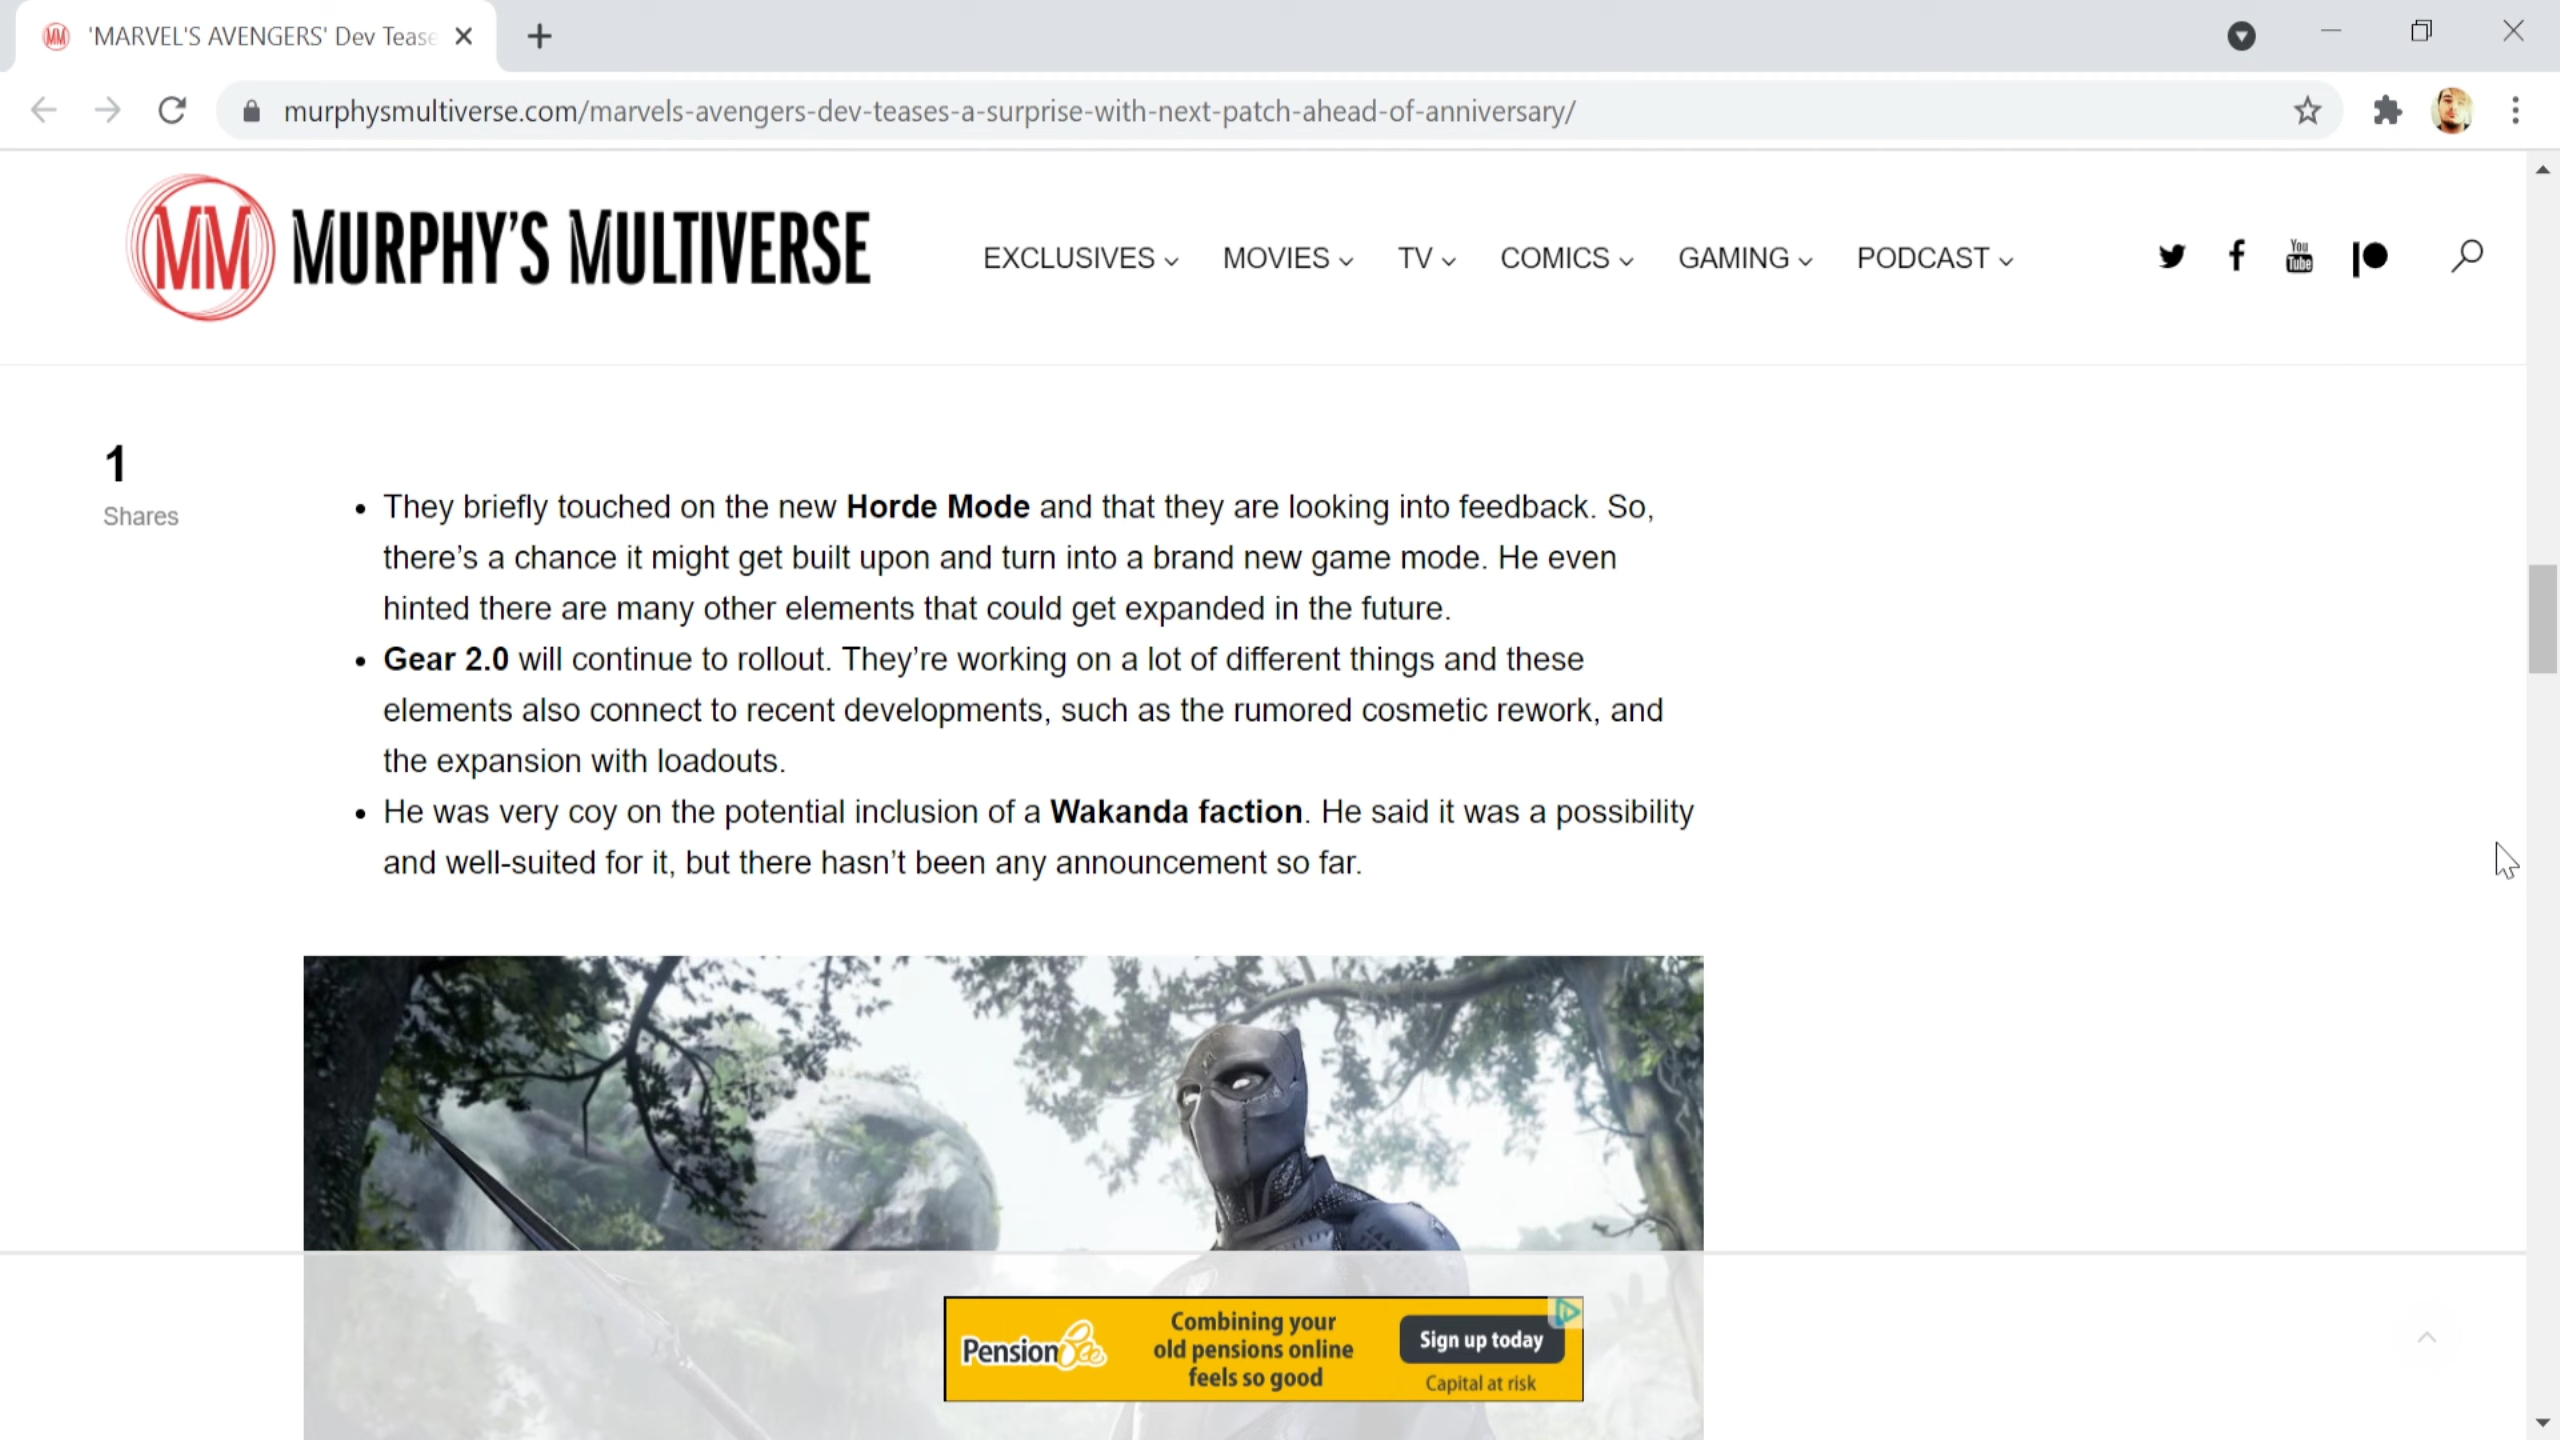 'MARVEL'S AVENGERS' Dev Tease
murphysmultiverse.com/marvels-avengers-dev-teases-a-surprise-with-next-patch-ahead-of-anniversary/
MM MURPHY'S MULTIVERSE
EXCLUSIVES MOVIES TV COMICS GAMING PODCAST
You Tube
1
Shares
• They briefly touched on the new Horde Mode and that they are looking into feedback. So,
there's a chance it might get built upon and turn into a brand new game mode. He even
hinted there are many other elements that could get expanded in the future.
• Gear 2.0 will continue to rollout. They're working on a lot of different things and these
elements also connect to recent developments, such as the rumored cosmetic rework, and
the expansion with loadouts.
• He was very coy on the potential inclusion of a Wakanda faction. He said it was a possibility
and well-suited for it, but there hasn't been any announcement so far.
PensionBee
Combining your
old pensions online
feels so good
Sign up today
Capital at risk